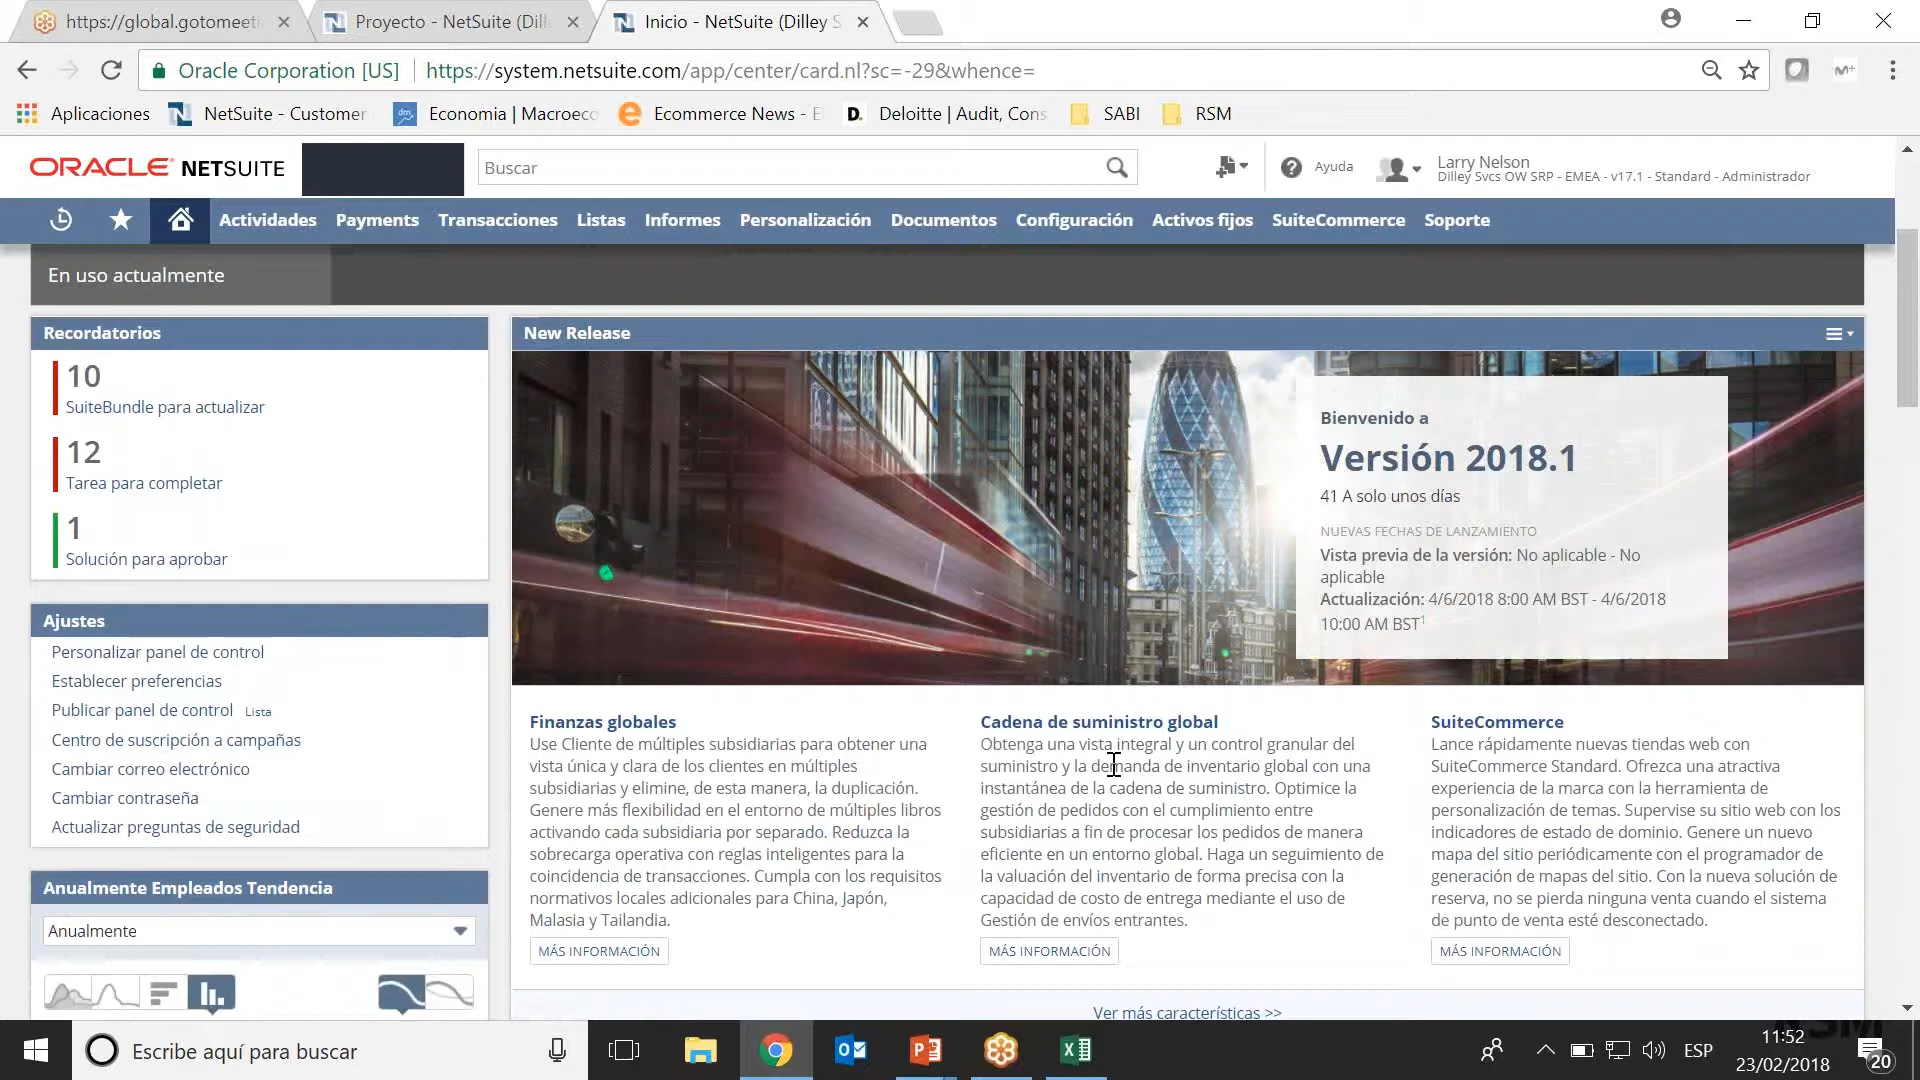 https://global.gotomeeti
Proyecto - NetSuite (Dill
Inicio - NetSuite (Dilley S
Oracle Corporation [US]
https://system.netsuite.com/app/center/card.nl?sc=-29&whence=
Aplicaciones
NetSuite - Customer
Economia | Macroeco
Ecommerce News - E
Deloitte | Audit, Cons
SABI
RSM
ORACLE NETSUITE
Buscar
Ayuda
Larry Nelson
Dilley Svcs OW SRP - EMEA - v17.1 - Standard - Administrador
Actividades
Payments
Transacciones
Listas
Informes
Personalización
Documentos
Configuración
Activos fijos
SuiteCommerce
Soporte
En uso actualmente
Recordatorios
10
SuiteBundle para actualizar
12
Tarea para completar
1
Solución para aprobar
Ajustes
Personalizar panel de control
Establecer preferencias
Publicar panel de control Lista
Centro de suscripción a campañas
Cambiar correo electrónico
Cambiar contraseña
Actualizar preguntas de seguridad
Anualmente Empleados Tendencia
Anualmente
New Release
Bienvenido a
Versión 2018.1
41 A solo unos días
NUEVAS FECHAS DE LANZAMIENTO
Vista previa de la versión: No aplicable - No
aplicable
Actualización: 4/6/2018 8:00 AM BST - 4/6/2018
10:00 AM BST¹
Finanzas globales
Use Cliente de múltiples subsidiarias para obtener una
vista única y clara de los clientes en múltiples
subsidiarias y elimine, de esta manera, la duplicación.
Genere más flexibilidad en el entorno de múltiples libros
activando cada subsidiaria por separado. Reduzca la
sobrecarga operativa con reglas inteligentes para la
coincidencia de transacciones. Cumpla con los requisitos
normativos locales adicionales para China, Japón,
Malasia y Tailandia.
MÁS INFORMACIÓN
Cadena de suministro global
Obtenga una vista integral y un control granular del
suministro y la demanda de inventario global con una
instantánea de la cadena de suministro. Optimice la
gestión de pedidos con el cumplimiento entre
subsidiarias a fin de procesar los pedidos de manera
eficiente en un entorno global. Haga un seguimiento de
la valuación del inventario de forma precisa con la
capacidad de costo de entrega mediante el uso de
Gestión de envíos entrantes.
MÁS INFORMACIÓN
SuiteCommerce
Lance rápidamente nuevas tiendas web con
SuiteCommerce Standard. Ofrezca una atractiva
experiencia de la marca con la herramienta de
personalización de temas. Supervise su sitio web con los
indicadores de estado de dominio. Genere un nuevo
mapa del sitio periódicamente con el programador de
generación de mapas del sitio. Con la nueva solución de
reserva, no se pierda ninguna venta cuando el sistema
de punto de venta esté desconectado.
MÁS INFORMACIÓN
Ver más características >>
Escribe aquí para buscar
ESP
11:52
23/02/2018
20